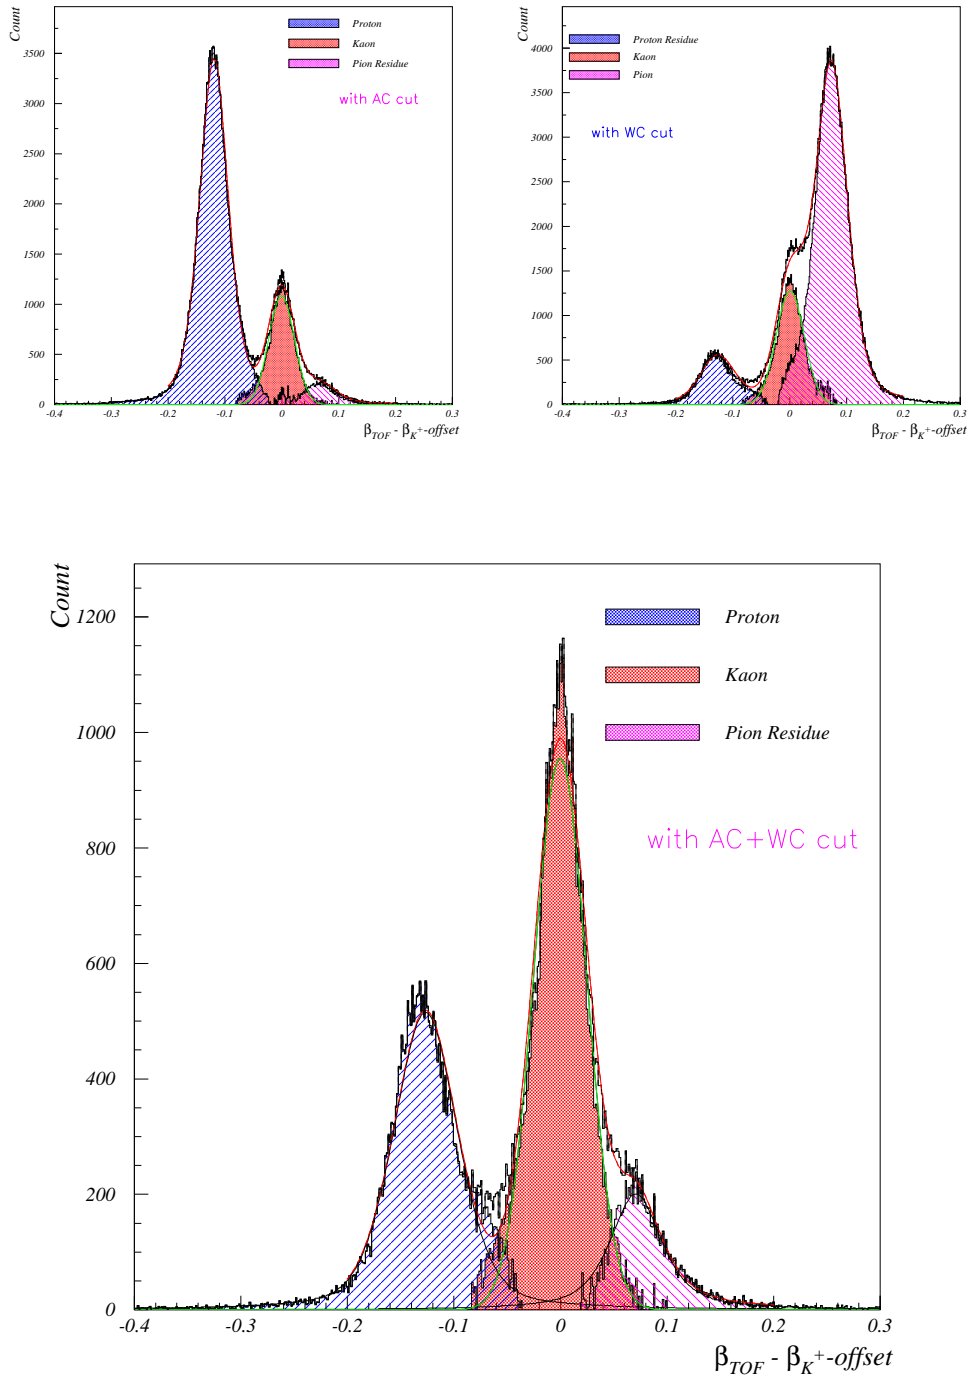 Count
Proton
Kaon
Pion Residue
with AC cut
3500
3000
2500
2000
1500
1000
500
0
-0.4 -0.3 -0.2 -0.1 0 0.1 0.2 0.3
βTOF - βK+-offset
Count
Proton Residue
Kaon
Pion
with WC cut
4000
3500
3000
2500
2000
1500
1000
500
0
-0.4 -0.3 -0.2 -0.1 0 0.1 0.2 0.3
βTOF - βK+-offset
Count
Proton
Kaon
Pion Residue
with AC+WC cut
1200
1000
800
600
400
200
0
-0.4 -0.3 -0.2 -0.1 0 0.1 0.2 0.3
βTOF - βK+-offset